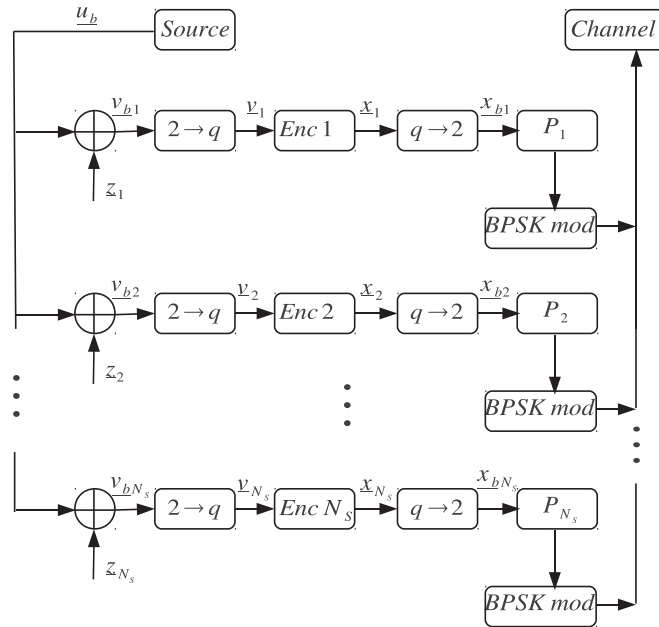 u_b Source Channel
v_b1 v_1 x_1 x_b1
2→q Enc 1 q→2 P_1
z_1
BPSK mod
v_b2 v_2 x_2 x_b2
2→q Enc 2 q→2 P_2
z_2
BPSK mod
v_bN_s v_N_s x_N_s x_bN_s
2→q Enc N_S q→2 P_N_s
z_N_s
BPSK mod